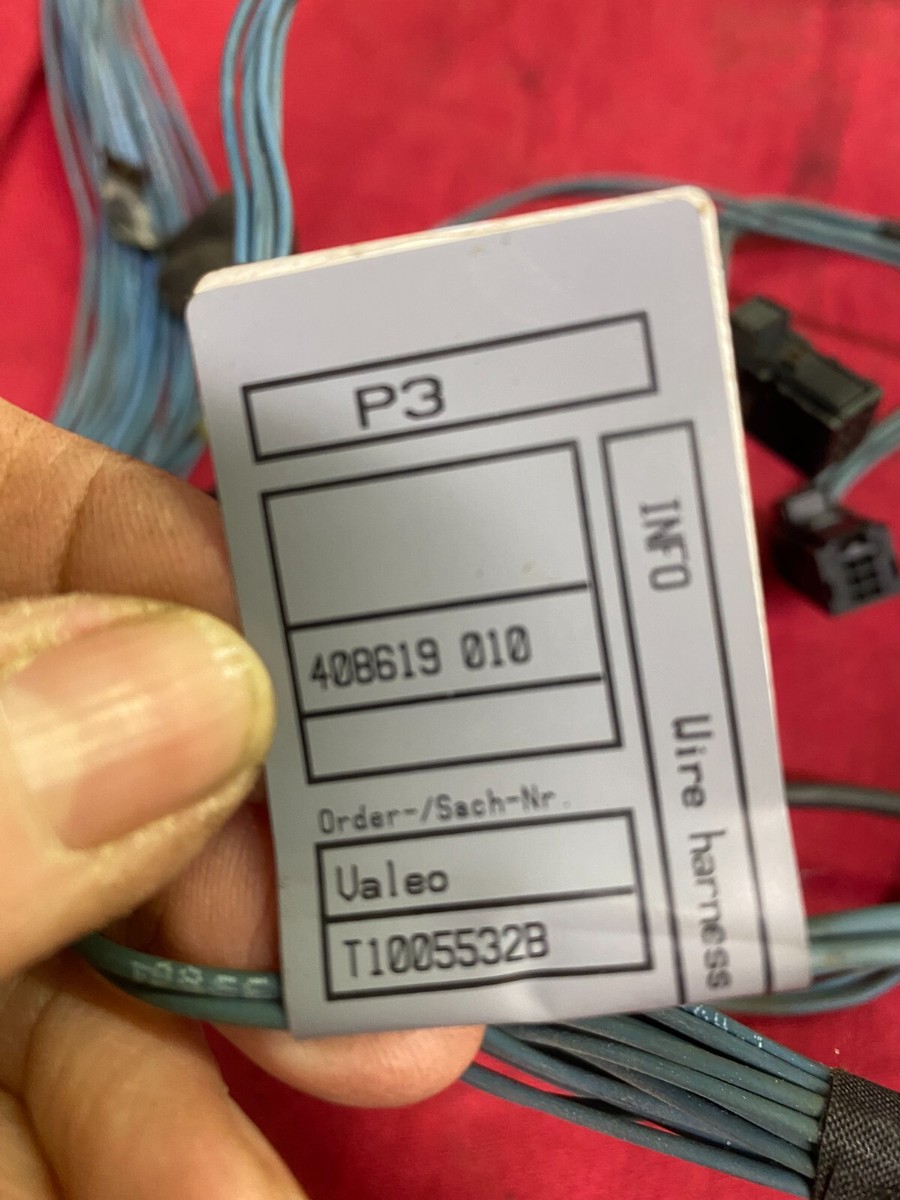 P3
INFO
Wire harness
408619 010
Order-/Sach-Nr.
Valeo
T1005532B